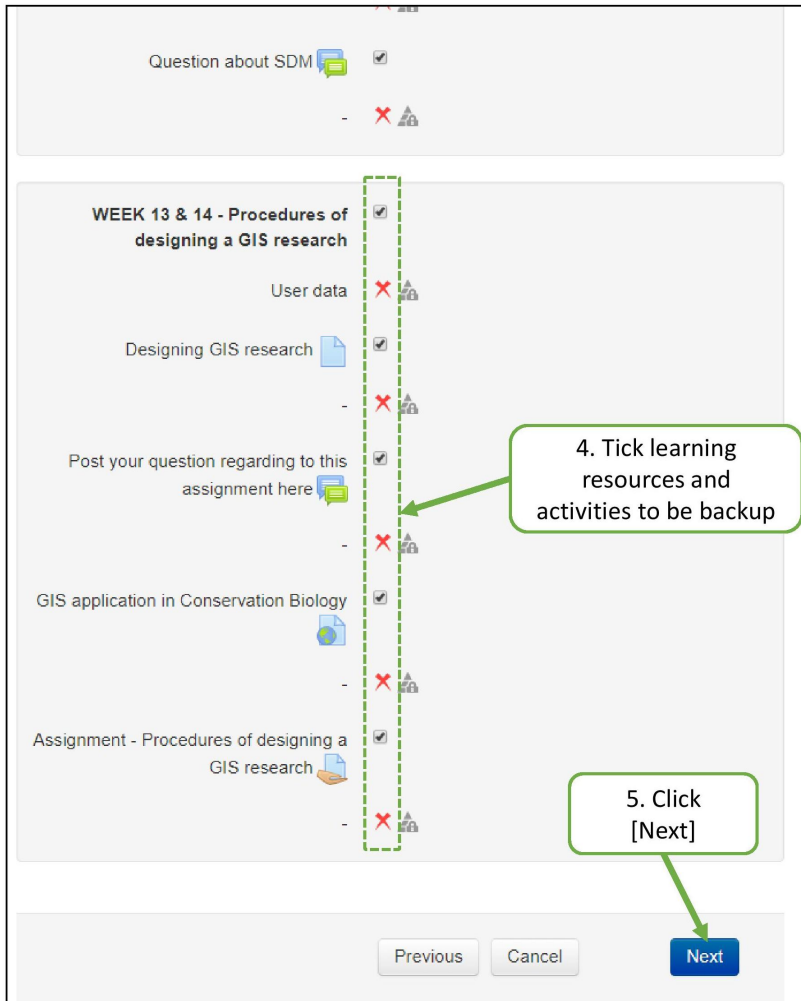 Question about SDM
-
WEEK 13 & 14 - Procedures of
designing a GIS research
User data
Designing GIS research
-
Post your question regarding to this
assignment here
-
4. Tick learning
resources and
activities to be backup
GIS application in Conservation Biology
-
Assignment - Procedures of designing a
GIS research
-
5. Click
[Next]
Previous Cancel Next